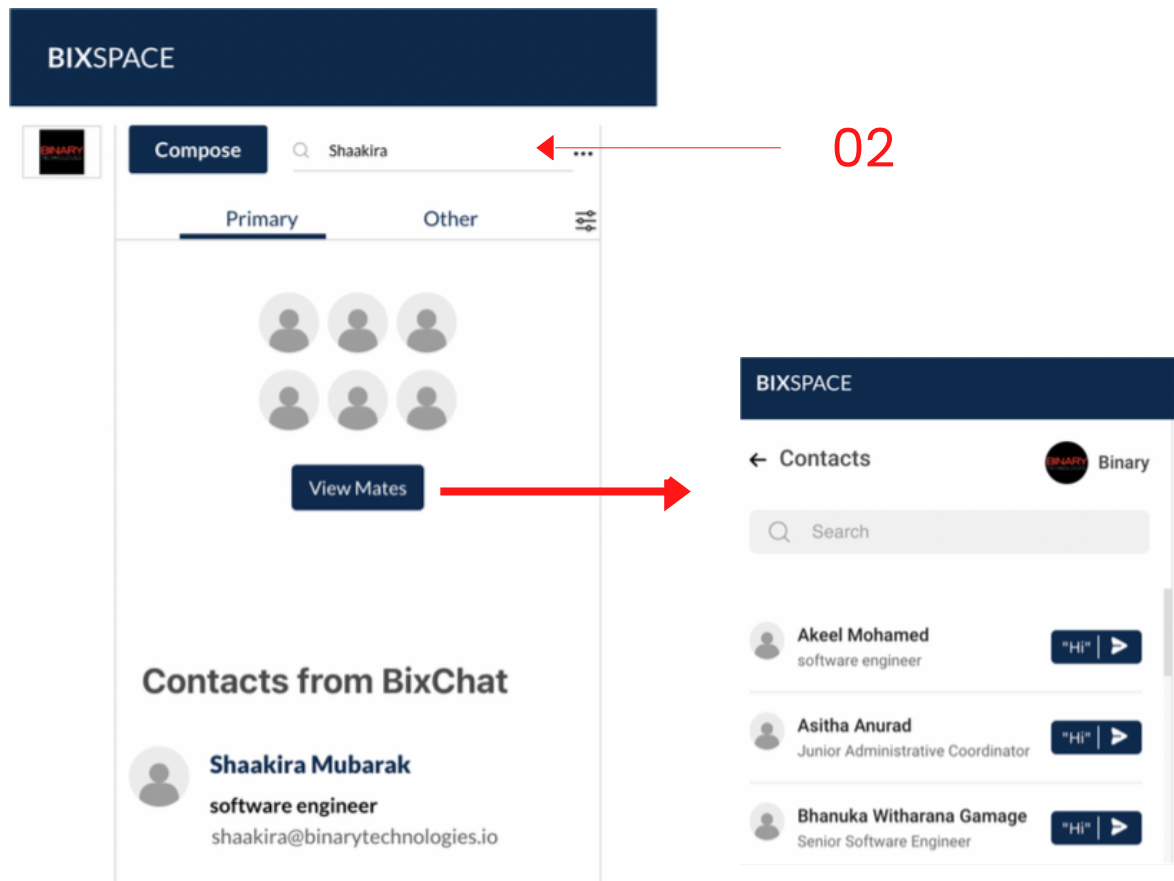 BIXSPACE
BINARY
Compose
Shaakira
...
02
Primary
Other
View Mates
Contacts from BixChat
Shaakira Mubarak
software engineer
shaakira@binarytechnologies.io
BIXSPACE
Contacts
BINARY
Binary
Search
Akeel Mohamed
software engineer
"Hi"
Asitha Anurad
Junior Administrative Coordinator
"Hi"
Bhanuka Witharana Gamage
Senior Software Engineer
"Hi"